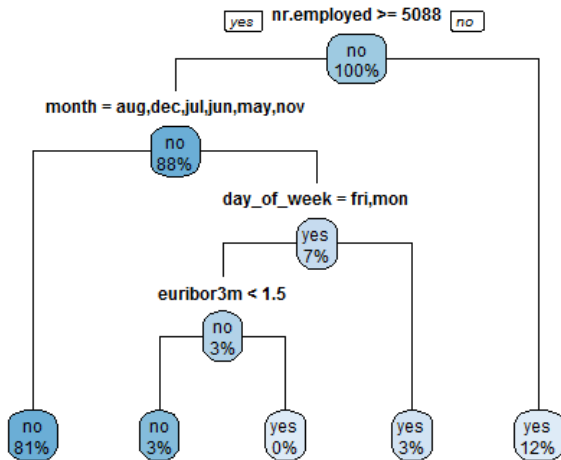 yes nr.employed >= 5088 no
no
100%
month = aug,dec,jul,jun,may,nov
no
88%
day_of_week = fri,mon
yes
7%
euribor3m < 1.5
no
3%
no
81%
no
3%
yes
0%
yes
3%
yes
12%